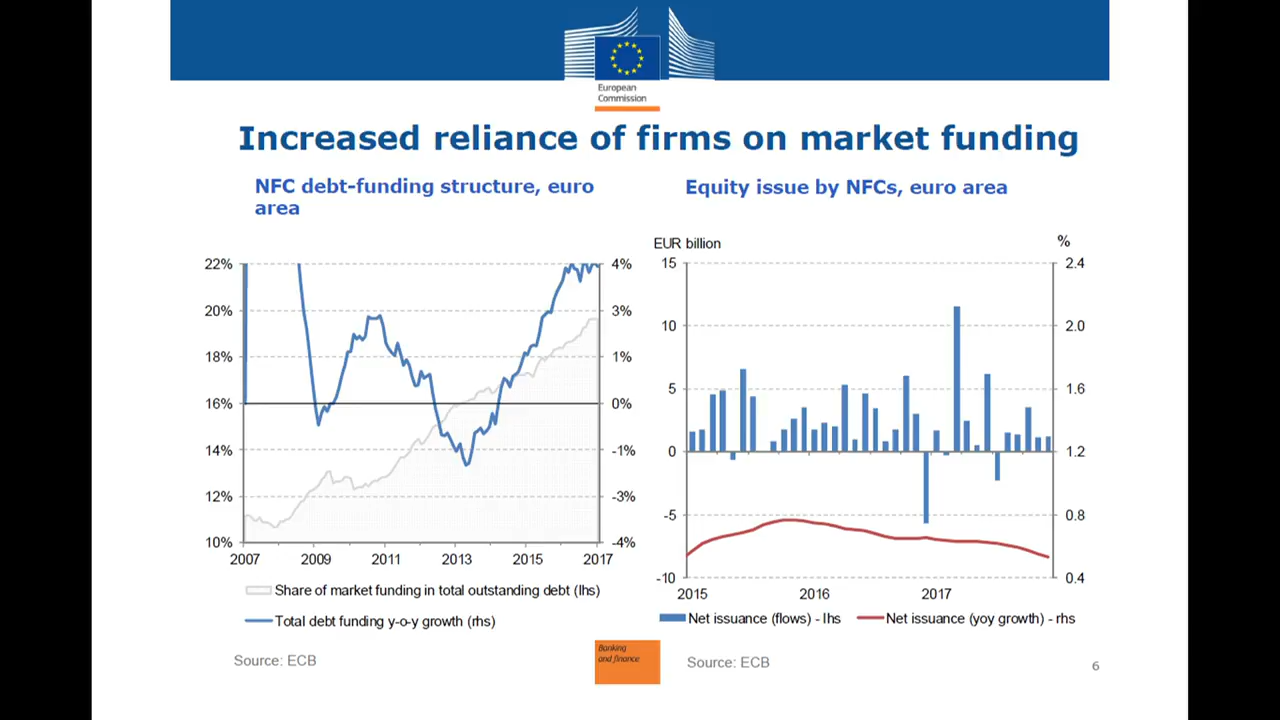 European
Commission
Increased reliance of firms on market funding
NFC debt-funding structure, euro
area
22%
20%
18%
16%
14%
12%
10%
4%
3%
1%
0%
-1%
-3%
-4%
2007
2009
2011
2013
2015
2017
Share of market funding in total outstanding debt (lhs)
Total debt funding y-o-y growth (rhs)
Source: ECB
Equity issue by NFCs, euro area
EUR billion
%
15
10
5
0
-5
-10
2.4
2.0
1.6
1.2
0.8
0.4
2015
2016
2017
Net issuance (flows) - lhs
Net issuance (yoy growth) - rhs
Source: ECB
Banking
and finance
6